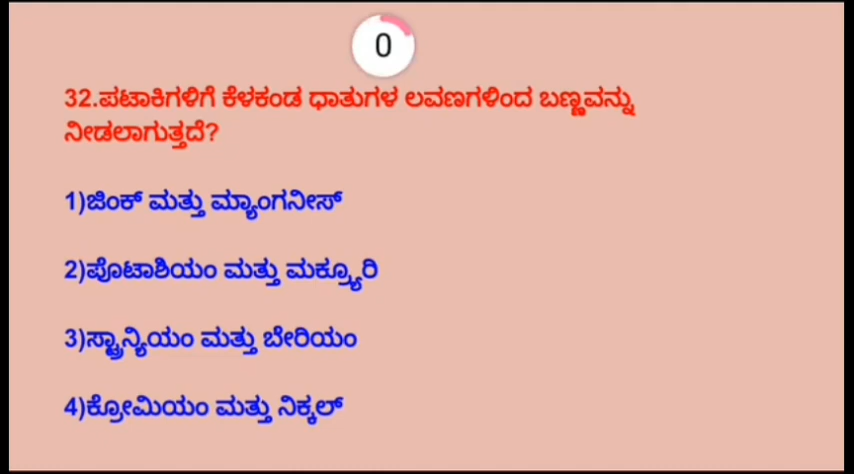 0
32.ಪಟಾಕಿಗಳಿಗೆ ಕೆಳಕಂಡ ಧಾತುಗಳ ಲವಣಗಳಿಂದ ಬಣ್ಣವನ್ನು
ನೀಡಲಾಗುತ್ತದೆ?
1)ಜಿಂಕ್ ಮತ್ತು ಮ್ಯಾಂಗನೀಸ್
2)ಪೊಟಾಶಿಯಂ ಮತ್ತು ಮರ್ಕ್ಯೂರಿ
3)ಸ್ಟ್ರಾನ್ಶಿಯಂ ಮತ್ತು ಬೇರಿಯಂ
4)ಕ್ರೋಮಿಯಂ ಮತ್ತು ನಿಕ್ಕಲ್